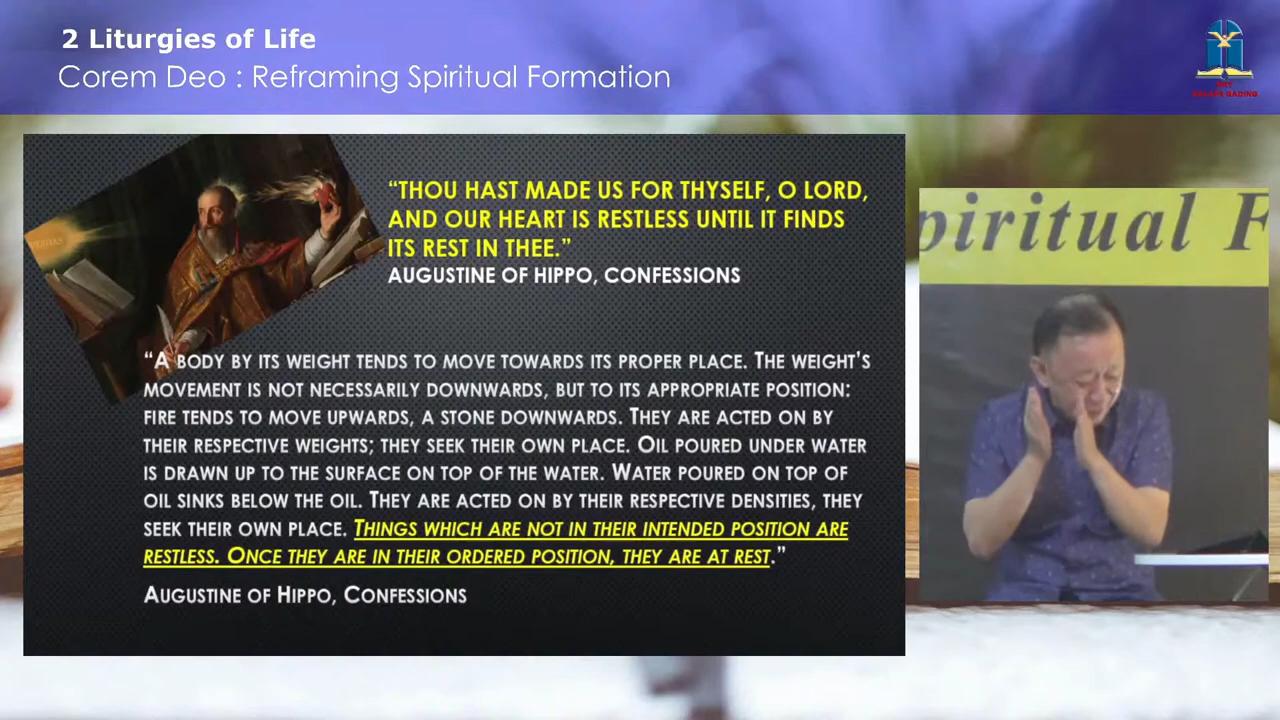 2 Liturgies of Life
Corem Deo : Reframing Spiritual Formation
GADING
“THOU HAST MADE US FOR THYSELF, O LORD,
AND OUR HEART IS RESTLESS UNTIL IT FINDS
ITS REST IN THEE.”
AUGUSTINE OF HIPPO, CONFESSIONS
“A BODY BY ITS WEIGHT TENDS TO MOVE TOWARDS ITS PROPER PLACE. THE WEIGHT’S
MOVEMENT IS NOT NECESSARILY DOWNWARDS, BUT TO ITS APPROPRIATE POSITION:
FIRE TENDS TO MOVE UPWARDS, A STONE DOWNWARDS. THEY ARE ACTED ON BY
THEIR RESPECTIVE WEIGHTS; THEY SEEK THEIR OWN PLACE. OIL POURED UNDER WATER
IS DRAWN UP TO THE SURFACE ON TOP OF THE WATER. WATER POURED ON TOP OF
OIL SINKS BELOW THE OIL. THEY ARE ACTED ON BY THEIR RESPECTIVE DENSITIES, THEY
SEEK THEIR OWN PLACE. THINGS WHICH ARE NOT IN THEIR INTENDED POSITION ARE
RESTLESS. ONCE THEY ARE IN THEIR ORDERED POSITION, THEY ARE AT REST.”
AUGUSTINE OF HIPPO, CONFESSIONS
piritual F